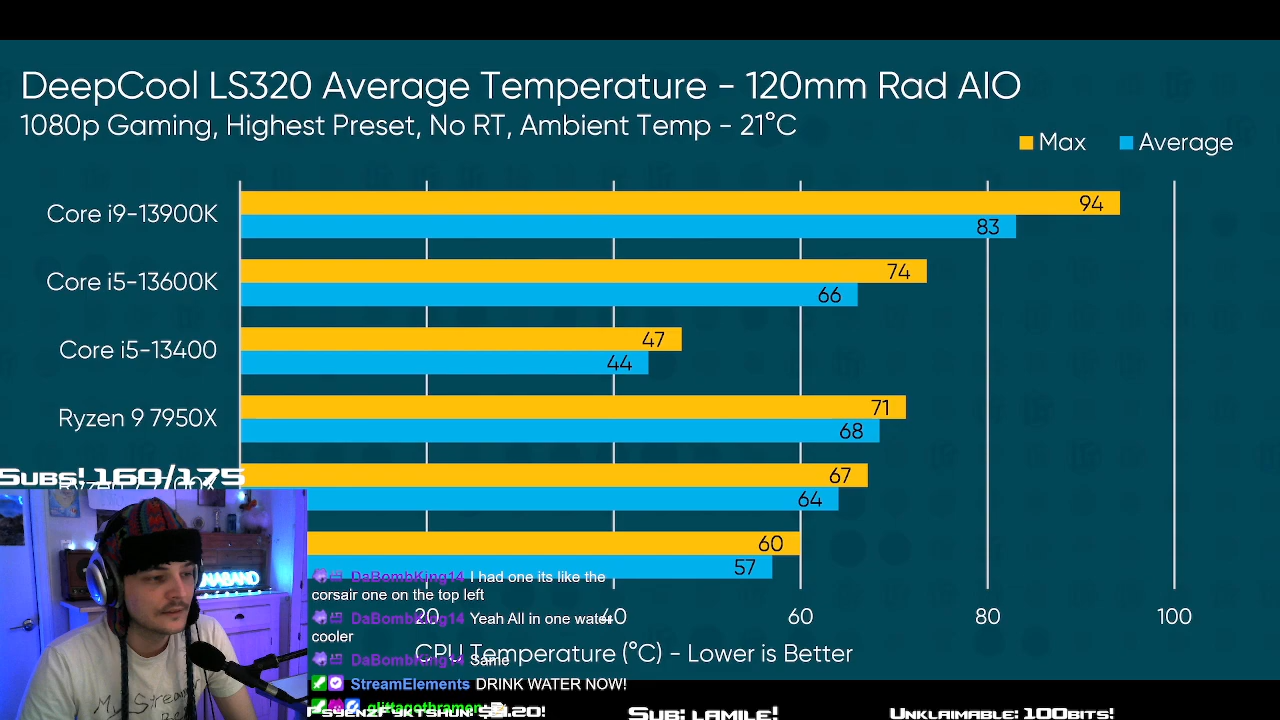 DeepCool LS320 Average Temperature - 120mm Rad AIO
1080p Gaming, Highest Preset, No RT, Ambient Temp - 21°C
Max Average
Core i9-13900K
94
83
Core i5-13600K
74
66
Core i5-13400
47
44
Ryzen 9 7950X
71
68
Subs! 160/175
67
64
60
57
20 40 60 80 100
CPU Temperature (°C) - Lower is Better
DaBombKing14 I had one its like the
corsair one on the top left
DaBombKing14 Yeah All in one water
cooler
DaBombKing14 Same
StreamElements DRINK WATER NOW!
My Streamer
Sub: lamile!
Unklaimable: 100bits!